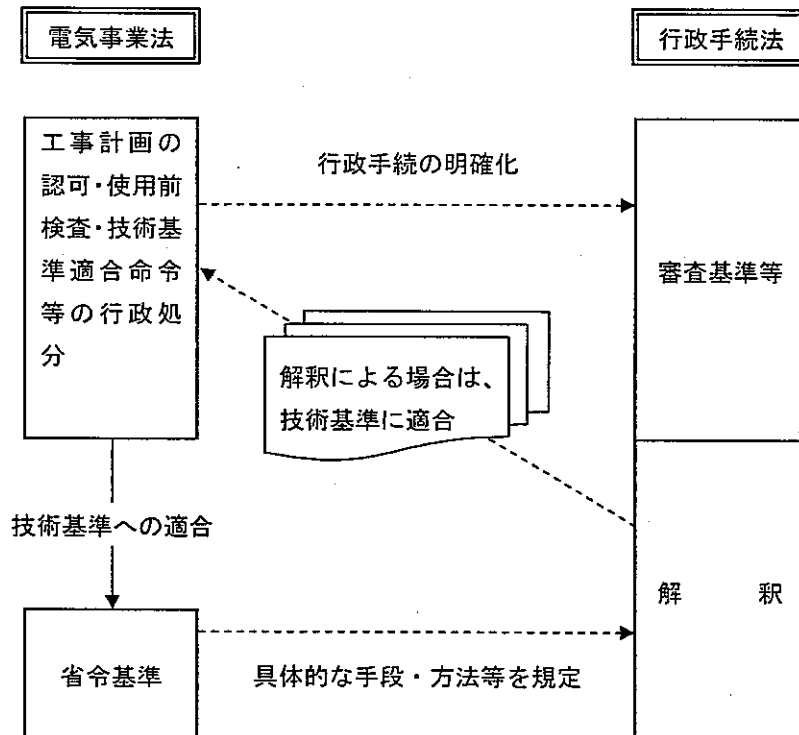 電気事業法
行政手続法
工事計画の
認可・使用前
検査・技術基
準適合命令
等の行政処
分
行政手続の明確化
審査基準等
解釈による場合は、
技術基準に適合
技術基準への適合
解　　釈
省令基準
具体的な手段・方法等を規定